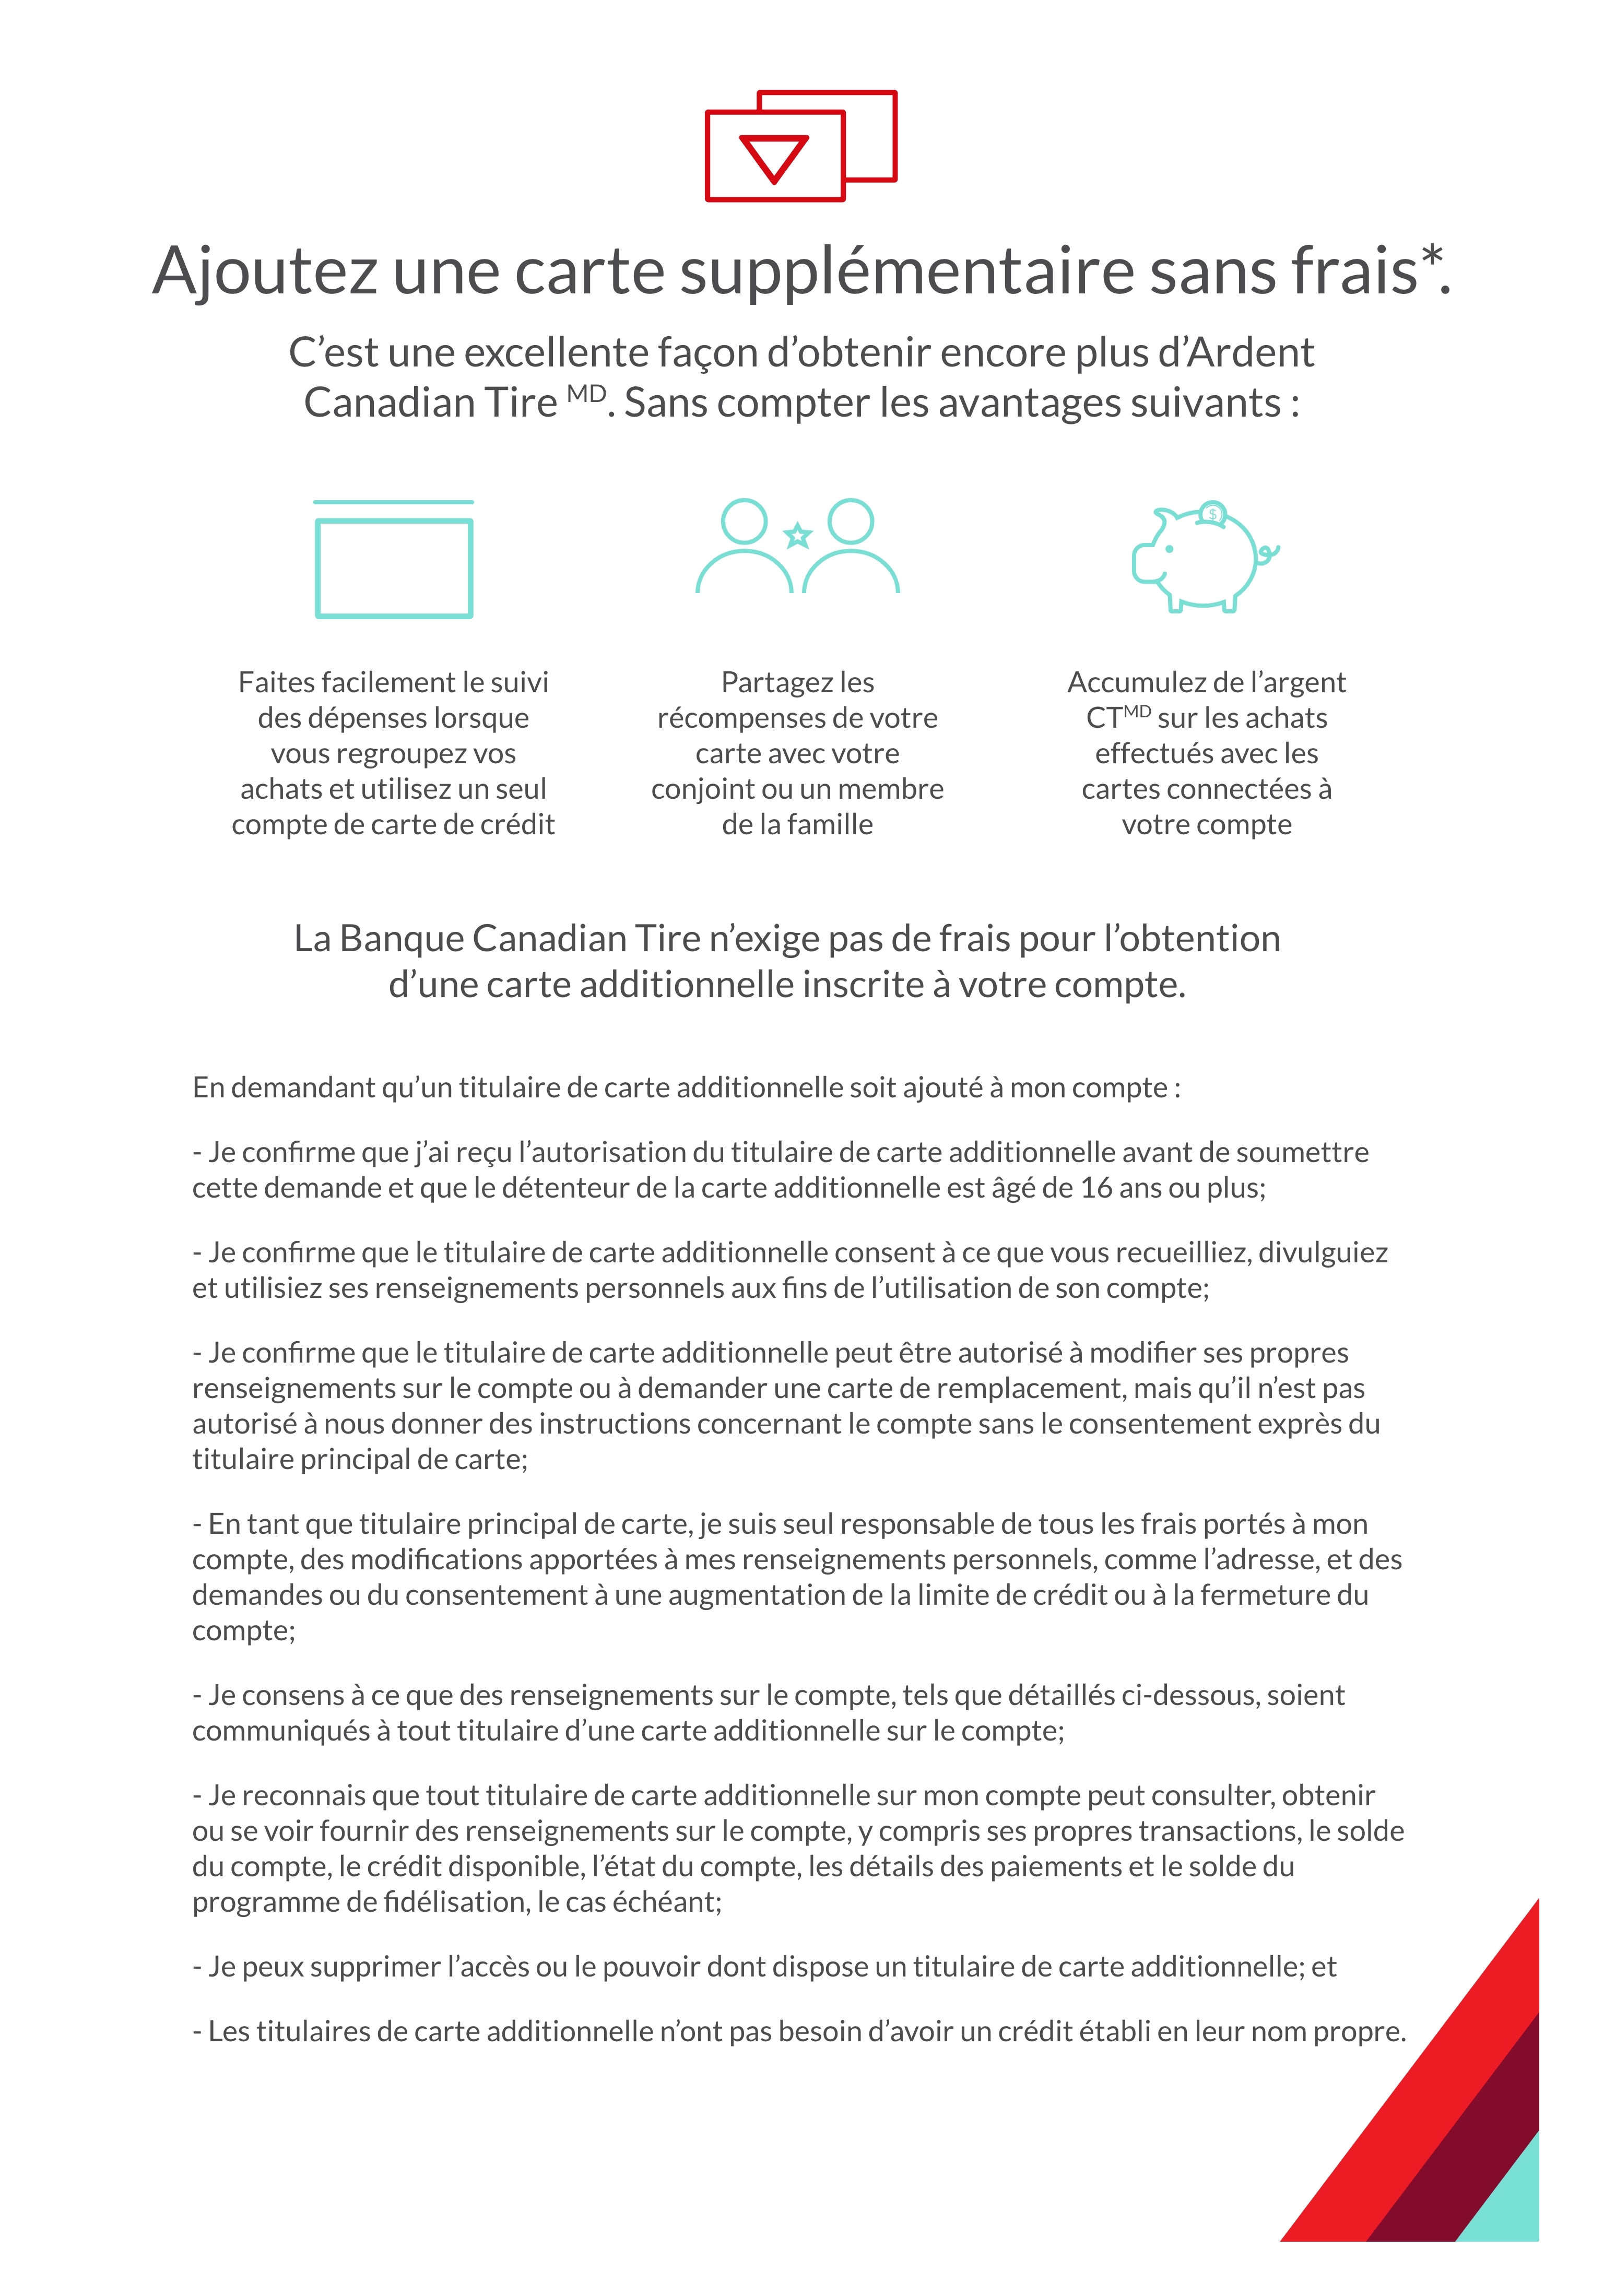 Ajoutez une carte supplémentaire sans frais*.
C’est une excellente façon d’obtenir encore plus d’Ardent
Canadian Tire MD. Sans compter les avantages suivants :
$
Faites facilement le suivi
des dépenses lorsque
vous regroupez vos
achats et utilisez un seul
compte de carte de crédit
Partagez les
récompenses de votre
carte avec votre
conjoint ou un membre
de la famille
Accumulez de l’argent
CTMD sur les achats
effectués avec les
cartes connectées à
votre compte
La Banque Canadian Tire n’exige pas de frais pour l’obtention
d’une carte additionnelle inscrite à votre compte.
En demandant qu’un titulaire de carte additionnelle soit ajouté à mon compte :
- Je confirme que j’ai reçu l’autorisation du titulaire de carte additionnelle avant de soumettre
cette demande et que le détenteur de la carte additionnelle est âgé de 16 ans ou plus;
- Je confirme que le titulaire de carte additionnelle consent à ce que vous recueilliez, divulguiez
et utilisiez ses renseignements personnels aux fins de l’utilisation de son compte;
- Je confirme que le titulaire de carte additionnelle peut être autorisé à modifier ses propres
renseignements sur le compte ou à demander une carte de remplacement, mais qu’il n’est pas
autorisé à nous donner des instructions concernant le compte sans le consentement exprès du
titulaire principal de carte;
- En tant que titulaire principal de carte, je suis seul responsable de tous les frais portés à mon
compte, des modifications apportées à mes renseignements personnels, comme l’adresse, et des
demandes ou du consentement à une augmentation de la limite de crédit ou à la fermeture du
compte;
- Je consens à ce que des renseignements sur le compte, tels que détaillés ci-dessous, soient
communiqués à tout titulaire d’une carte additionnelle sur le compte;
- Je reconnais que tout titulaire de carte additionnelle sur mon compte peut consulter, obtenir
ou se voir fournir des renseignements sur le compte, y compris ses propres transactions, le solde
du compte, le crédit disponible, l’état du compte, les détails des paiements et le solde du
programme de fidélisation, le cas échéant;
- Je peux supprimer l’accès ou le pouvoir dont dispose un titulaire de carte additionnelle; et
- Les titulaires de carte additionnelle n’ont pas besoin d’avoir un crédit établi en leur nom propre.